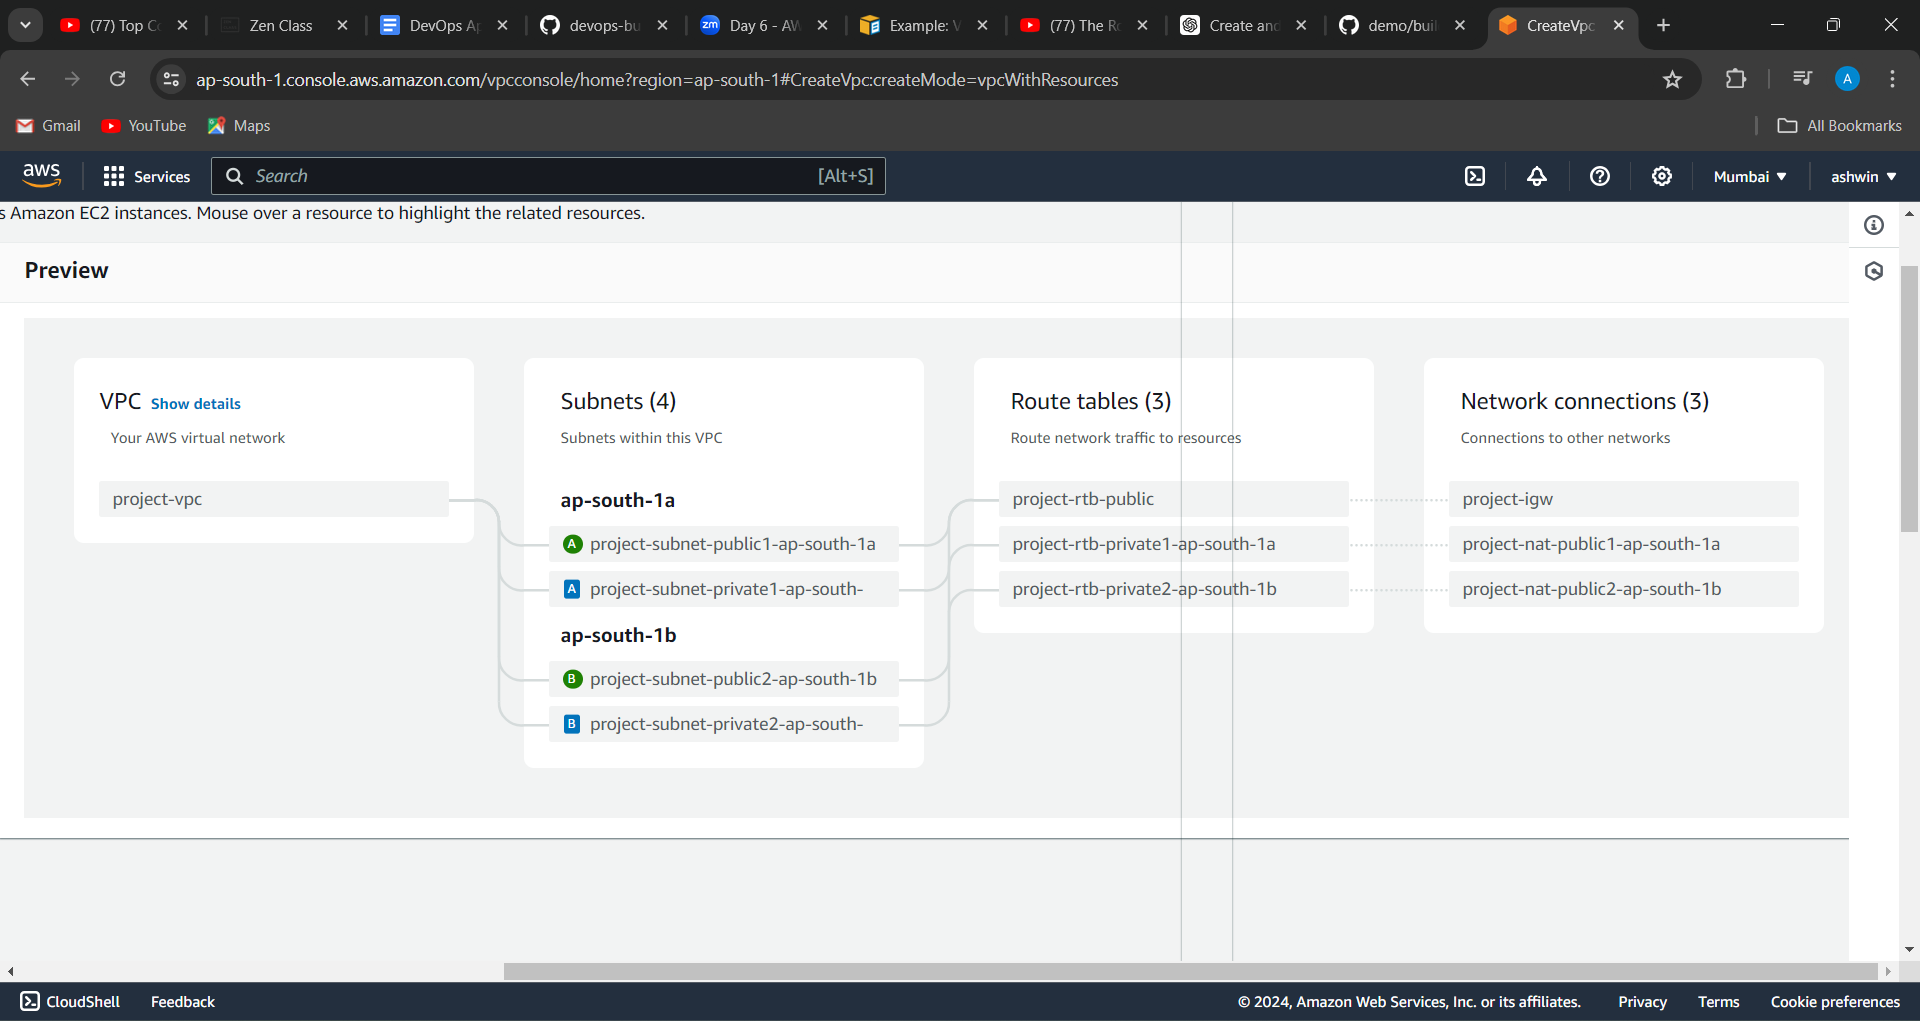 (77) Top Co
Zen Class
DevOps Ap
devops-bu
Day 6 - AW
Example: V
(77) The Ro
Create and
demo/buil
CreateVpc
ap-south-1.console.aws.amazon.com/vpcconsole/home?region=ap-south-1#CreateVpc:createMode=vpcWithResources
A
Gmail
YouTube
Maps
All Bookmarks
aws
Services
Search
[Alt+S]
Mumbai
ashwin
s Amazon EC2 instances. Mouse over a resource to highlight the related resources.
Preview
VPC Show details
Your AWS virtual network
project-vpc
Subnets (4)
Subnets within this VPC
ap-south-1a
A project-subnet-public1-ap-south-1a
A project-subnet-private1-ap-south-
ap-south-1b
B project-subnet-public2-ap-south-1b
B project-subnet-private2-ap-south-
Route tables (3)
Route network traffic to resources
project-rtb-public
project-rtb-private1-ap-south-1a
project-rtb-private2-ap-south-1b
Network connections (3)
Connections to other networks
project-igw
project-nat-public1-ap-south-1a
project-nat-public2-ap-south-1b
CloudShell
Feedback
© 2024, Amazon Web Services, Inc. or its affiliates.
Privacy
Terms
Cookie preferences